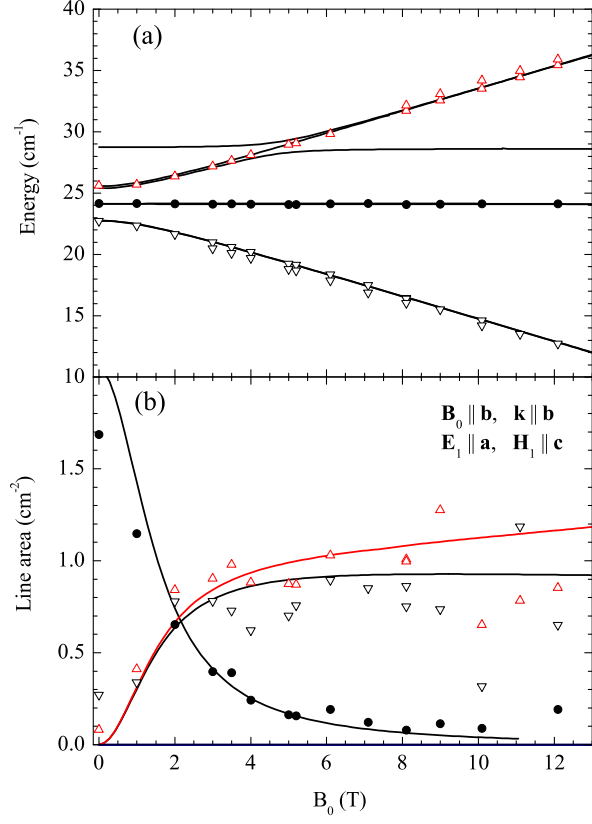 (a)
40
35
30
25
20
15
10
Energy (cm⁻¹)
(b)
B₀ ∥ b, k ∥ b
E₁ ∥ a, H₁ ∥ c
1.5
1.0
0.5
0.0
Line area (cm⁻²)
0 2 4 6 8 10 12
B₀ (T)